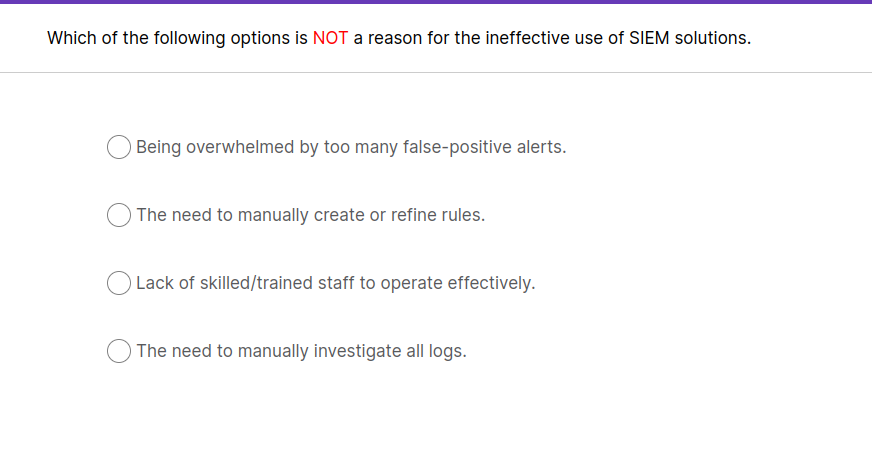 Which of the following options is NOT a reason for the ineffective use of SIEM solutions.
Being overwhelmed by too many false-positive alerts.
The need to manually create or refine rules.
Lack of skilled/trained staff to operate effectively.
The need to manually investigate all logs.